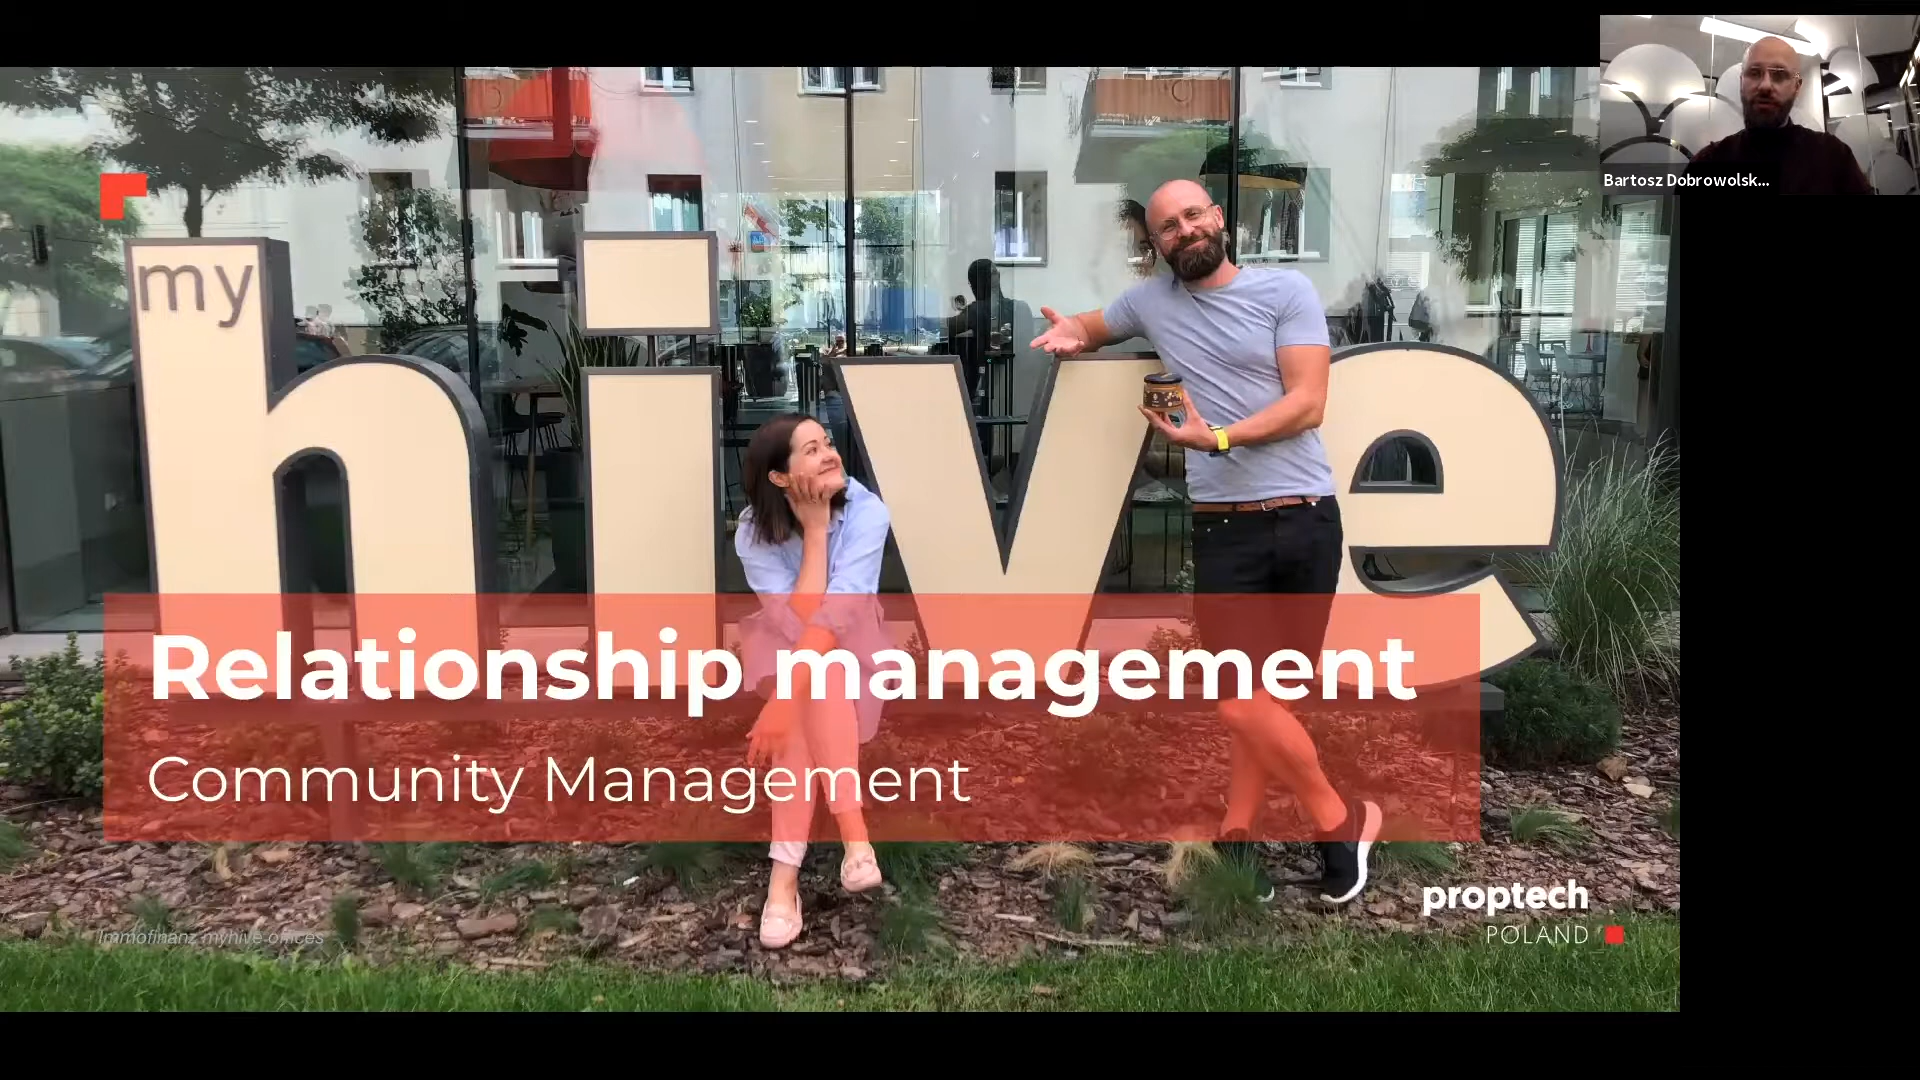 Bartosz Dobrowolsk...
my
hive
Relationship management
Community Management
proptech
POLAND
Immofinanz myhive offices